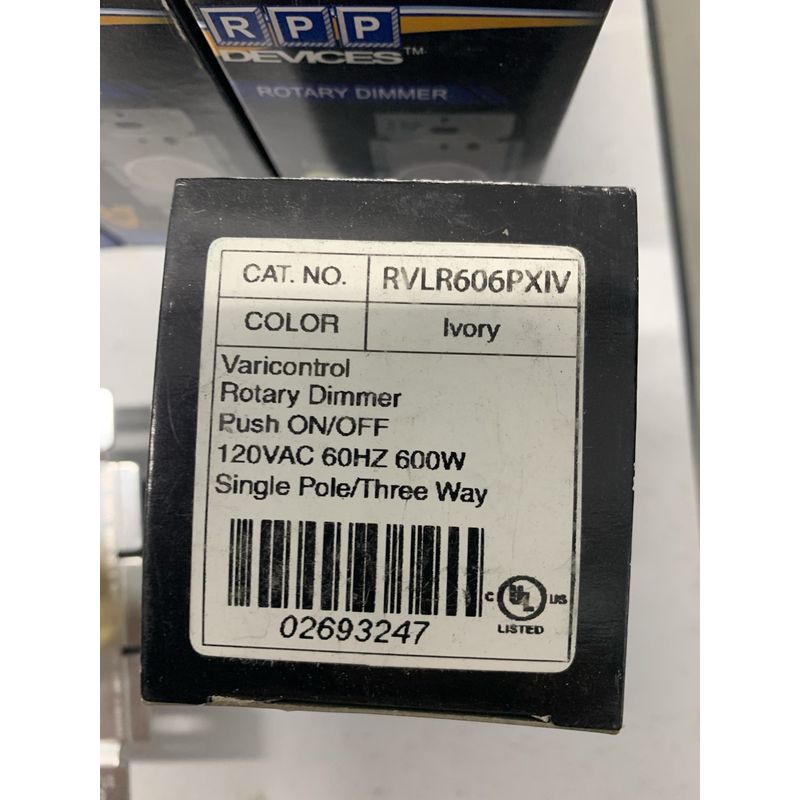 RPP
DEVICES™
ROTARY DIMMER
CAT. NO. RVLR606PXIV
COLOR Ivory
Varicontrol
Rotary Dimmer
Push ON/OFF
120VAC 60HZ 600W
Single Pole/Three Way
02693247
C UL US
LISTED